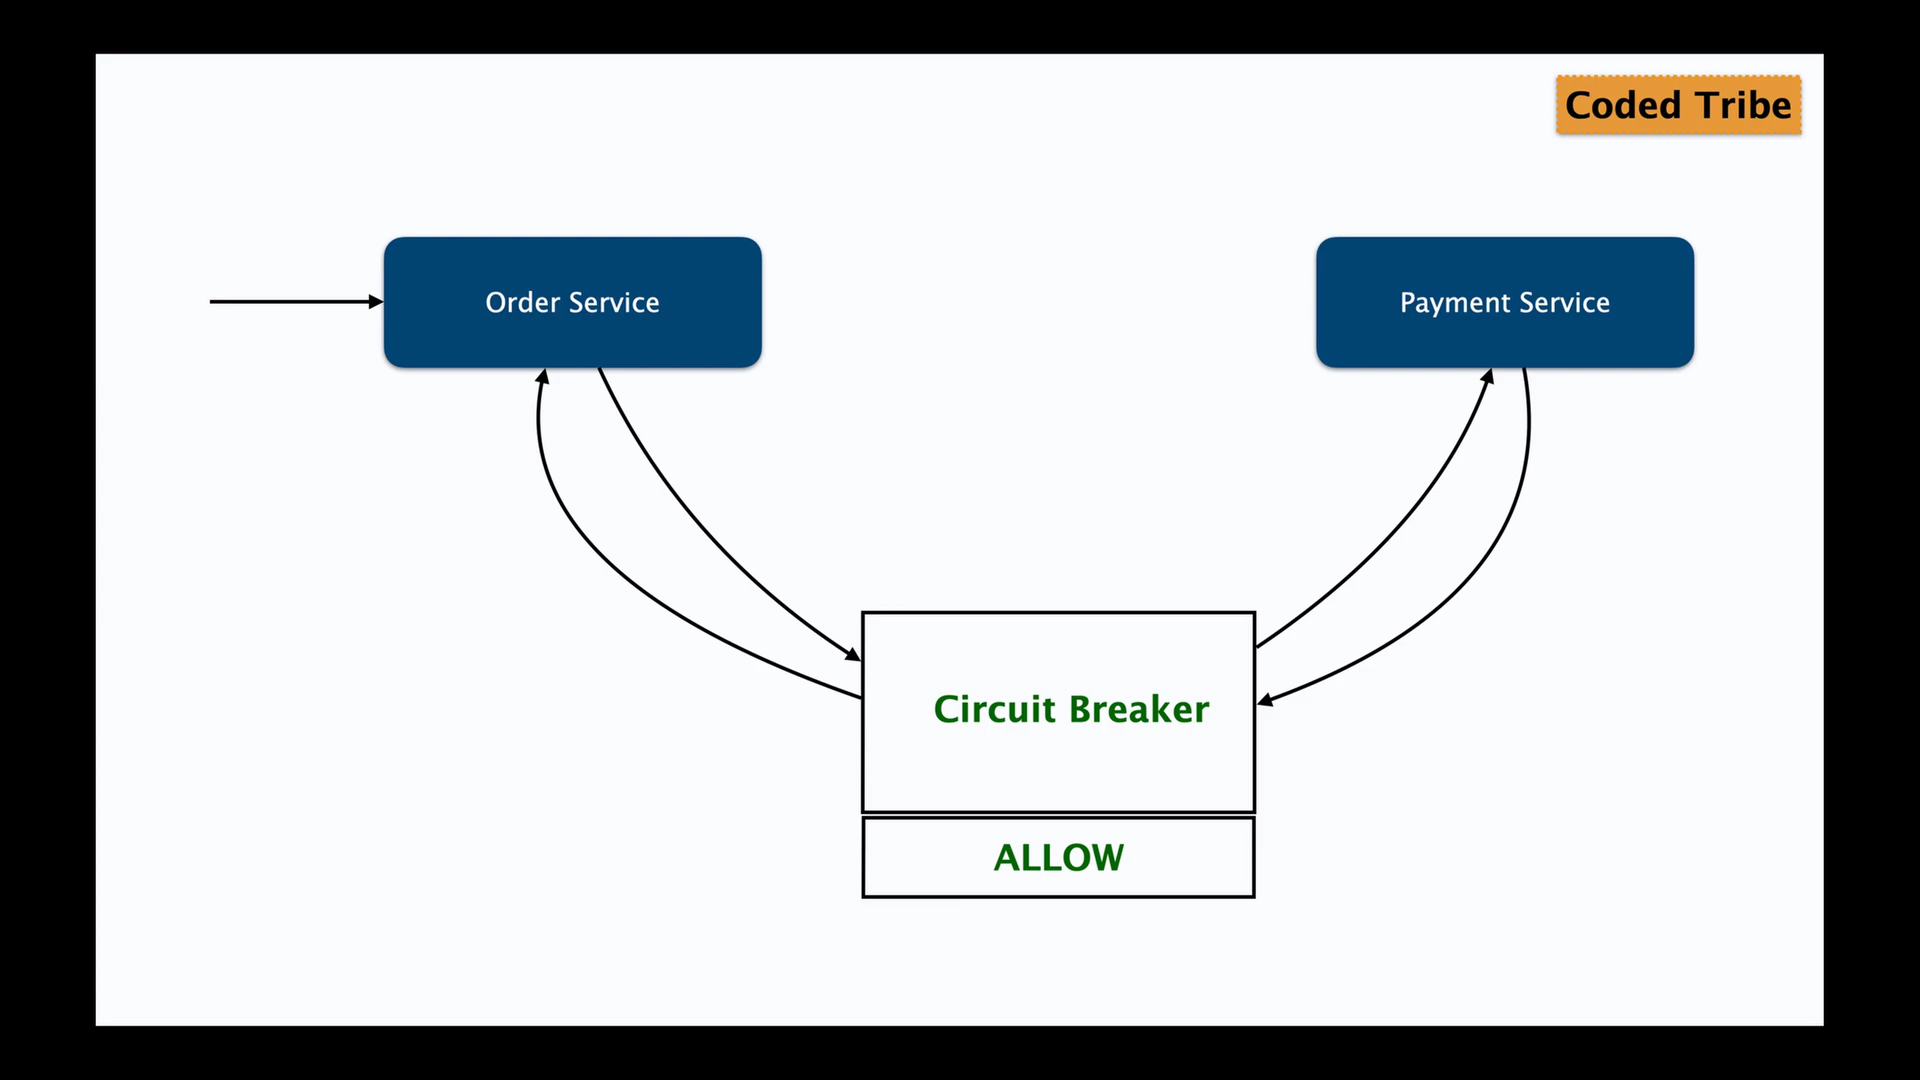 Coded Tribe
Order Service
Payment Service
Circuit Breaker
ALLOW